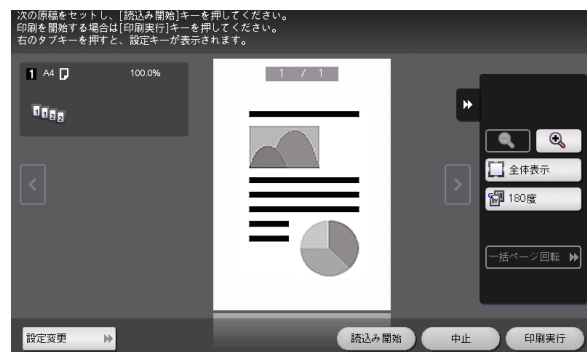 次の原稿をセットし、[読込み開始]キーを押してください。
印刷を開始する場合は[印刷実行]キーを押してください。
右のタブキーを押すと、設定キーが表示されます。
1 A4 100.0%
1 / 1
1 1 2 2
全体表示
180度
一括ページ回転
設定変更
読込み開始
中止
印刷実行